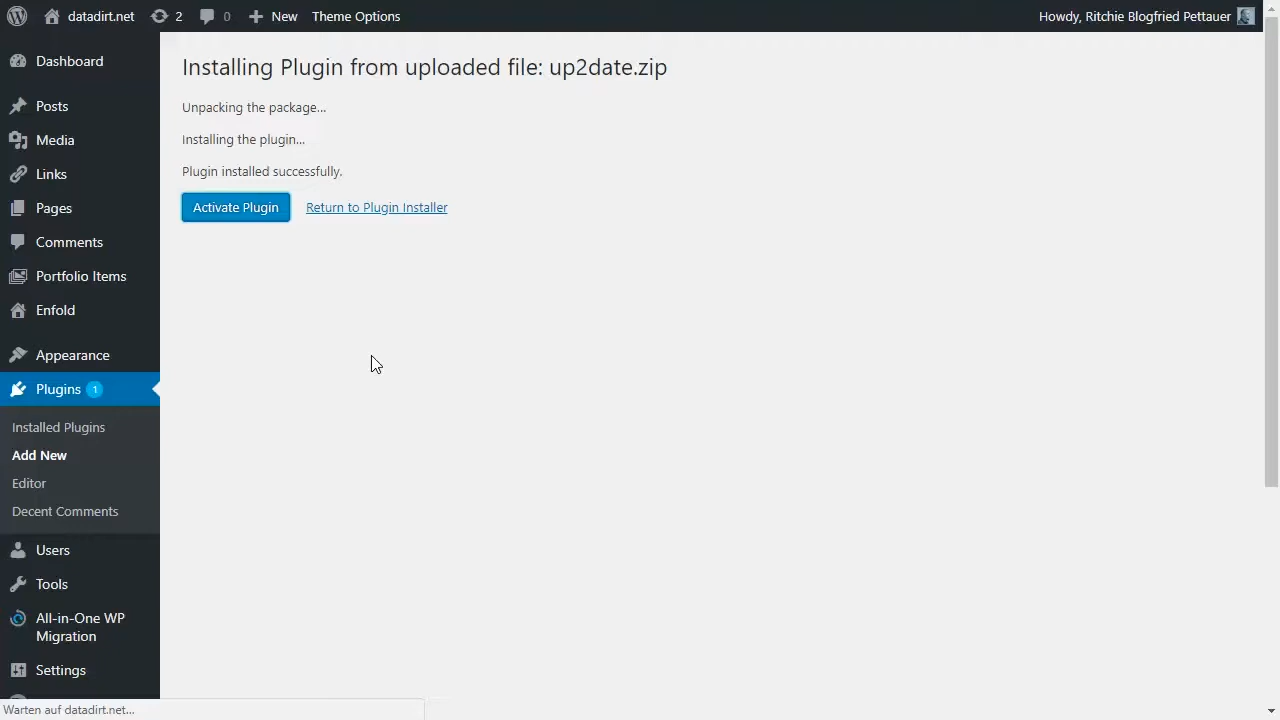 datadirt.net 2 0 New Theme Options Howdy, Ritchie Blogfried Pettauer
Dashboard
Posts
Media
Links
Pages
Comments
Portfolio Items
Enfold
Appearance
Plugins 1
Installed Plugins
Add New
Editor
Decent Comments
Users
Tools
All-in-One WP
Migration
Settings
Installing Plugin from uploaded file: up2date.zip
Unpacking the package...
Installing the plugin...
Plugin installed successfully.
Activate Plugin Return to Plugin Installer
Warten auf datadirt.net...